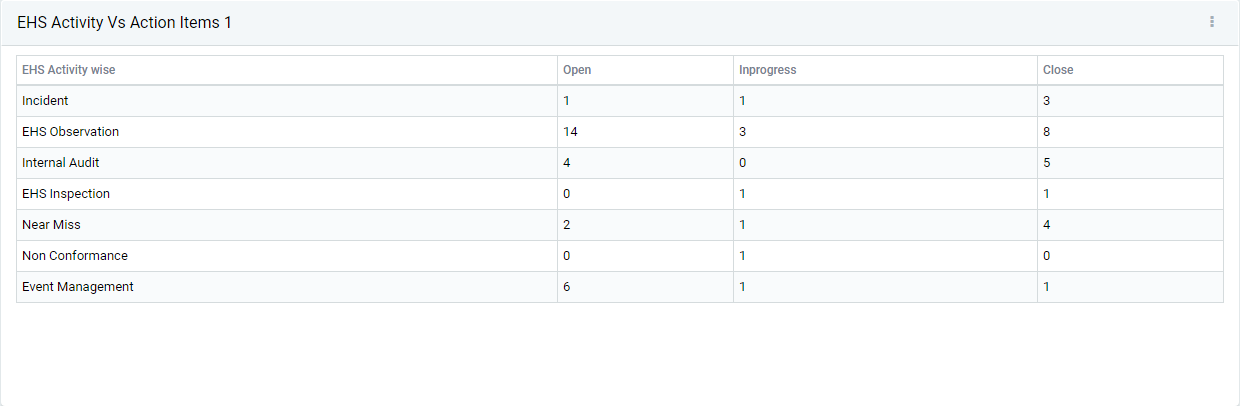 EHS Activity Vs Action Items 1
EHS Activity wise Open Inprogress Close
Incident 1 1 3
EHS Observation 14 3 8
Internal Audit 4 0 5
EHS Inspection 0 1 1
Near Miss 2 1 4
Non Conformance 0 1 0
Event Management 6 1 1